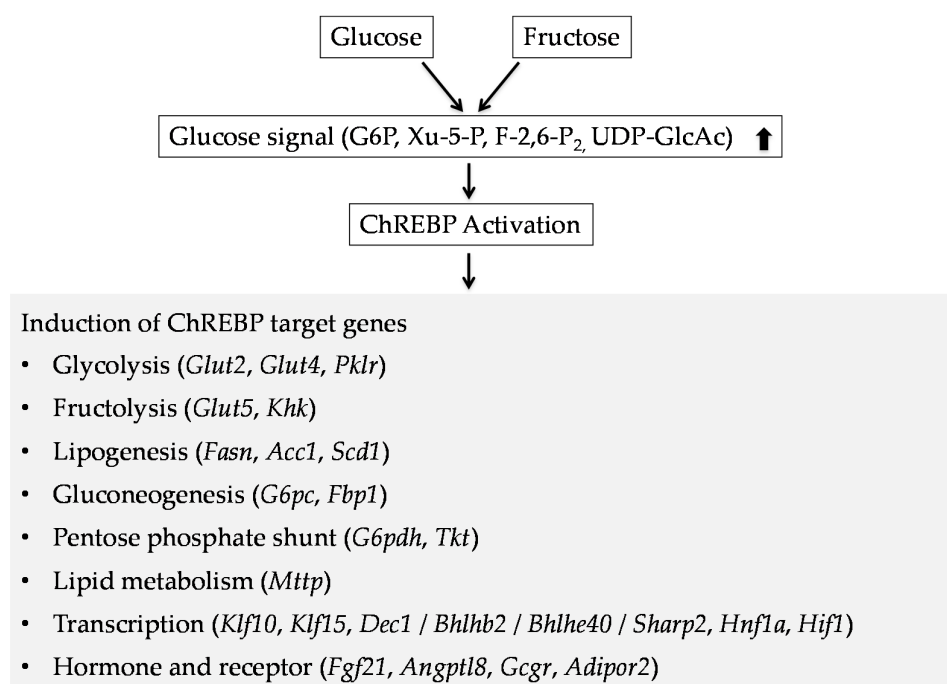 Glucose
Fructose
Glucose signal (G6P, Xu-5-P, F-2,6-P2, UDP-GlcAc)
ChREBP Activation
Induction of ChREBP target genes
• Glycolysis (Glut2, Glut4, Pklr)
• Fructolysis (Glut5, Khk)
• Lipogenesis (Fasn, Acc1, Scd1)
• Gluconeogenesis (G6pc, Fbp1)
• Pentose phosphate shunt (G6pdh, Tkt)
• Lipid metabolism (Mttp)
• Transcription (Klf10, Klf15, Dec1 / Bhlhb2 / Bhlhe40 / Sharp2, Hnf1a, Hif1)
• Hormone and receptor (Fgf21, Angptl8, Gcgr, Adipor2)